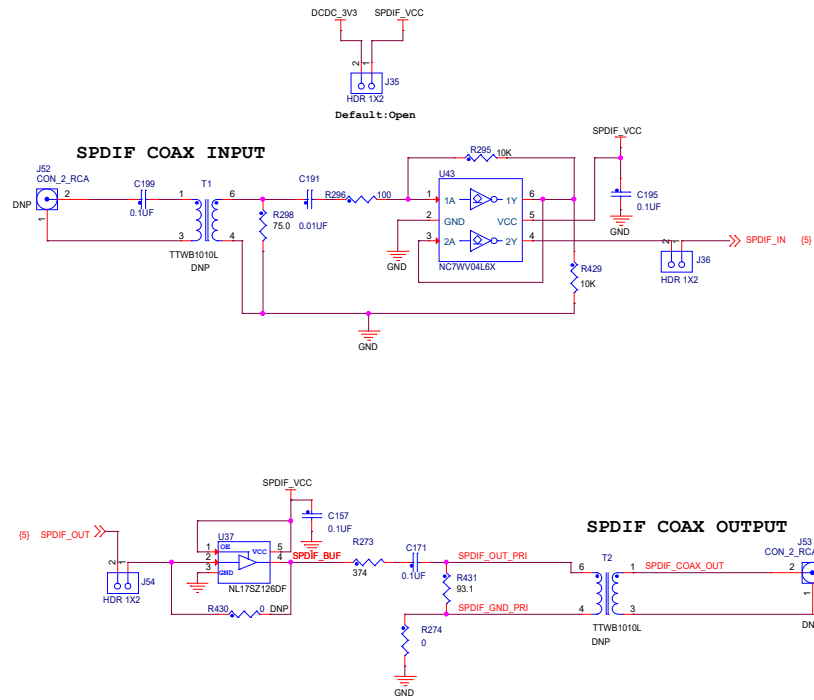 DCDC_3V3 SPDIF_VCC
2 1 J35
HDR 1X2
Default:Open
SPDIF COAX INPUT
SPDIF_VCC
R295 10K
J52
CON_2_RCA
DNP 2 1
C199
0.1UF
T1
1 6
3 4
TTWB1010L
DNP
R298
75.0
C191
0.01UF
R296 100
U43
1 1A 1Y 6
2 GND VCC 5
3 2A 2Y 4
NC7WV04L6X
GND
C195
0.1UF
GND
R429
10K
2 1 J36
HDR 1X2
SPDIF_IN {5}
GND
SPDIF_VCC
C157
0.1UF
{5} SPDIF_OUT
2 1 J54
HDR 1X2
U37
1 OE VCC 5
2 4
3 GND
NL17SZ126DF
SPDIF_BUF
R430 0 DNP
R273
374
C171
0.1UF
SPDIF_OUT_PRI
R431
93.1
SPDIF_GND_PRI
R274
0
GND
SPDIF COAX OUTPUT
T2
6 1
4 3
TTWB1010L
DNP
SPDIF_COAX_OUT
J53
CON_2_RCA
2 1
DN